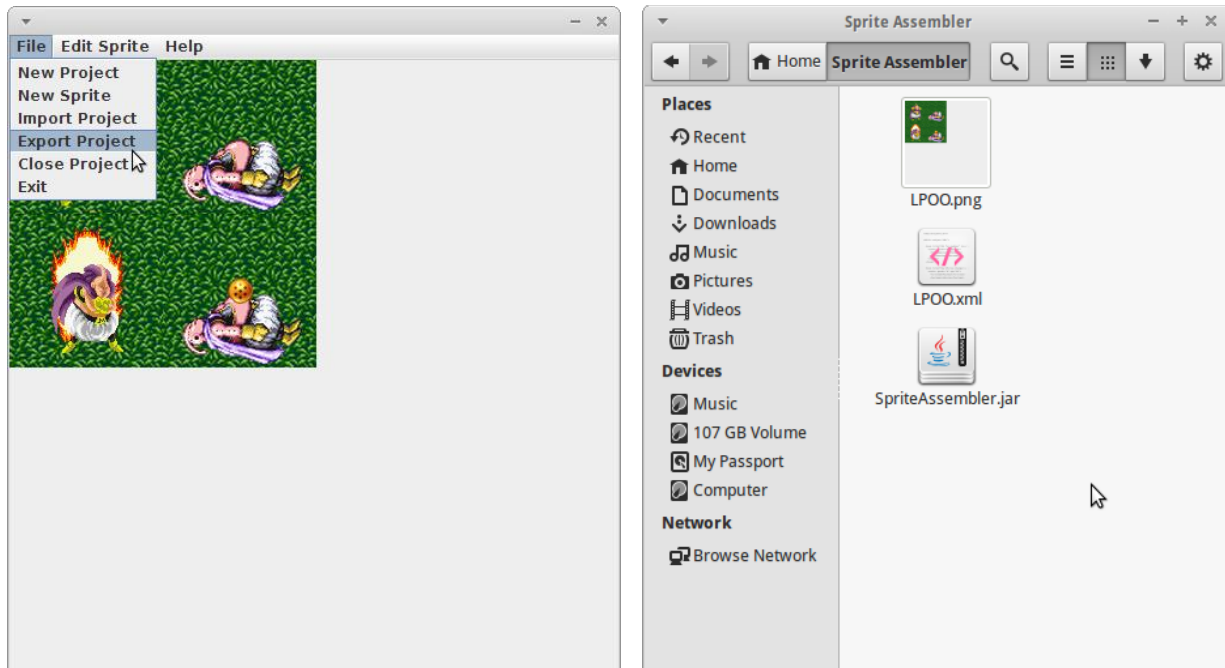 File Edit Sprite Help
New Project
New Sprite
Import Project
Export Project
Close Project
Exit
Sprite Assembler
Home Sprite Assembler
Places
Recent
Home
Documents
Downloads
Music
Pictures
Videos
Trash
Devices
Music
107 GB Volume
My Passport
Computer
Network
Browse Network
LPOO.png
LPOO.xml
SpriteAssembler.jar